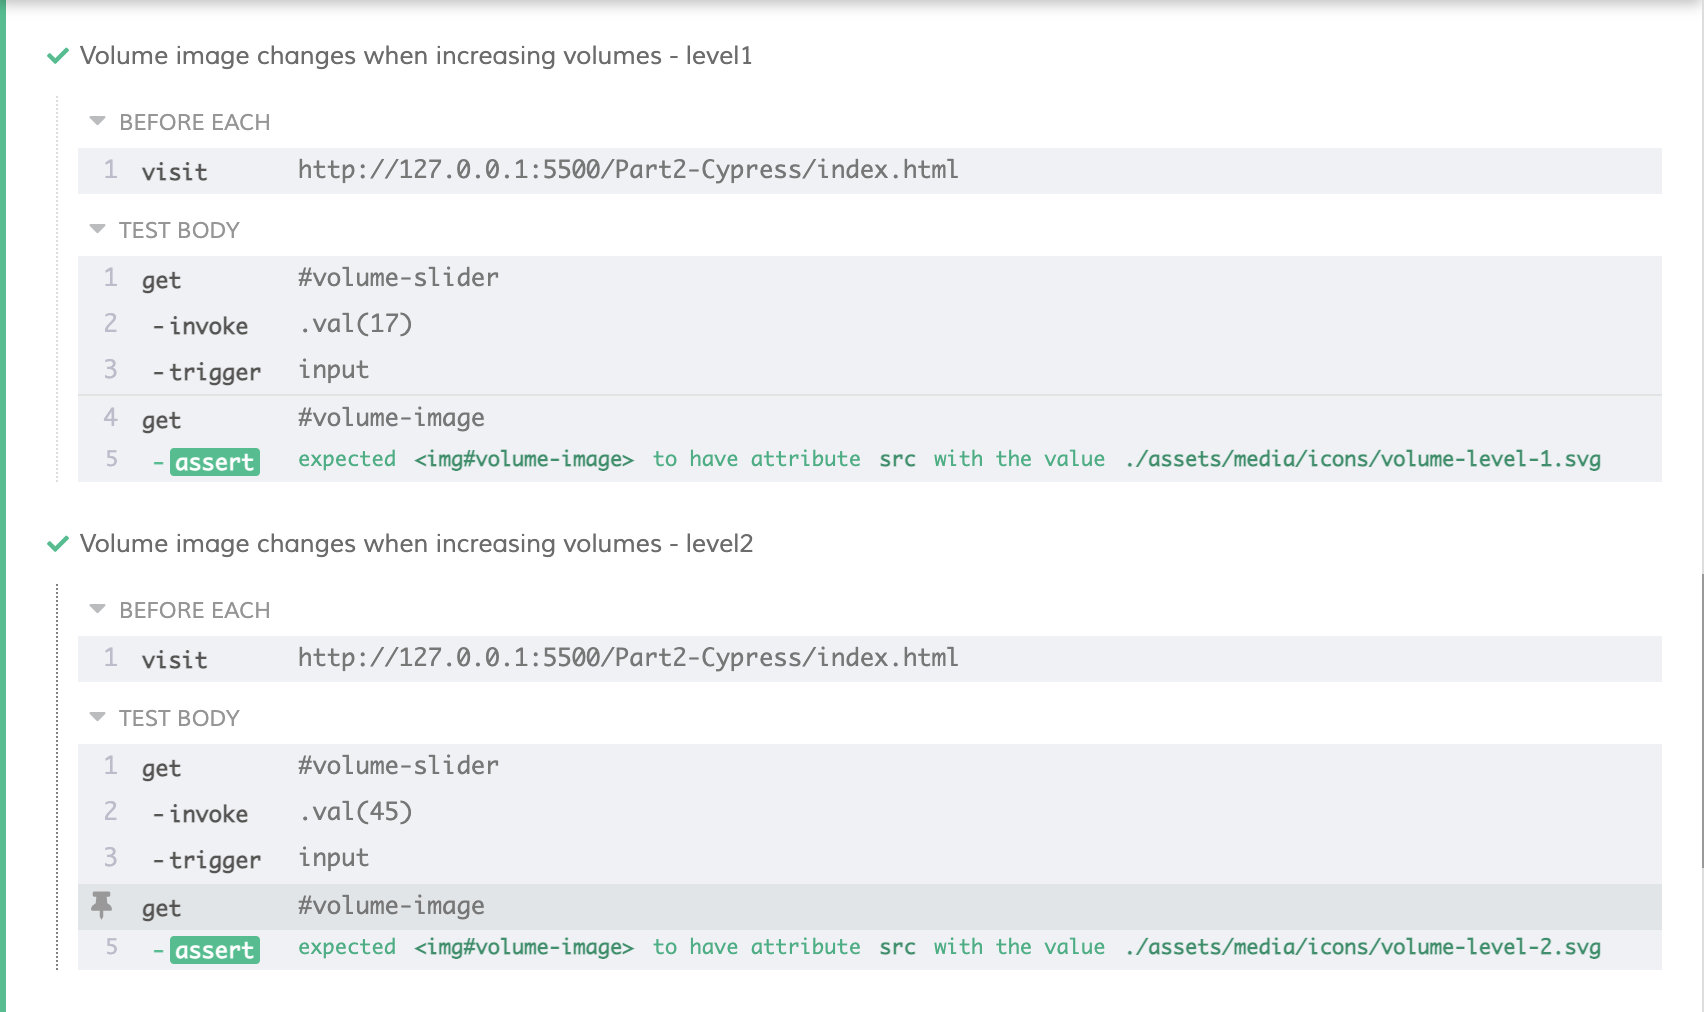 Volume image changes when increasing volumes - level1
BEFORE EACH
1 visit http://127.0.0.1:5500/Part2-Cypress/index.html
TEST BODY
1 get #volume-slider
2 -invoke .val(17)
3 -trigger input
4 get #volume-image
5 -assert expected <img#volume-image> to have attribute src with the value ./assets/media/icons/volume-level-1.svg
Volume image changes when increasing volumes - level2
BEFORE EACH
1 visit http://127.0.0.1:5500/Part2-Cypress/index.html
TEST BODY
1 get #volume-slider
2 -invoke .val(45)
3 -trigger input
get #volume-image
5 -assert expected <img#volume-image> to have attribute src with the value ./assets/media/icons/volume-level-2.svg